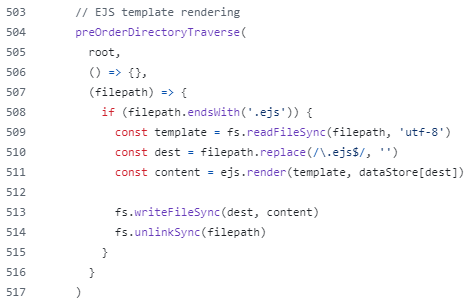 503 // EJS template rendering
504 preOrderDirectoryTraverse(
505 root,
506 () => {},
507 (filepath) => {
508 if (filepath.endsWith('.ejs')) {
509 const template = fs.readFileSync(filepath, 'utf-8')
510 const dest = filepath.replace(/\.ejs$/, '')
511 const content = ejs.render(template, dataStore[dest])
512
513 fs.writeFileSync(dest, content)
514 fs.unlinkSync(filepath)
515 }
516 }
517 )